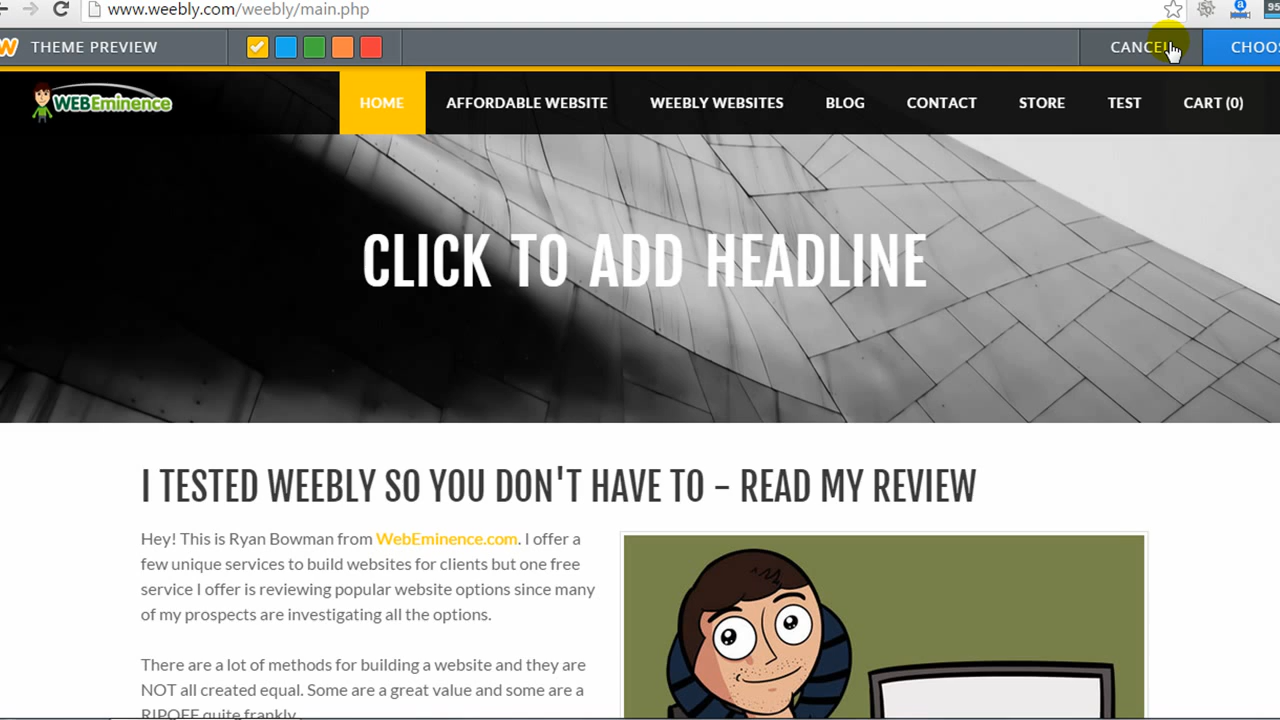 www.weebly.com/weebly/main.php
95
W THEME PREVIEW
CANCEL
CHOOS
WEBEminence
HOME AFFORDABLE WEBSITE WEEBLY WEBSITES BLOG CONTACT STORE TEST CART (0)
CLICK TO ADD HEADLINE
I TESTED WEEBLY SO YOU DON'T HAVE TO - READ MY REVIEW
Hey! This is Ryan Bowman from WebEminence.com. I offer a
few unique services to build websites for clients but one free
service I offer is reviewing popular website options since many
of my prospects are investigating all the options.
There are a lot of methods for building a website and they are
NOT all created equal. Some are a great value and some are a
RIPOFF quite frankly.